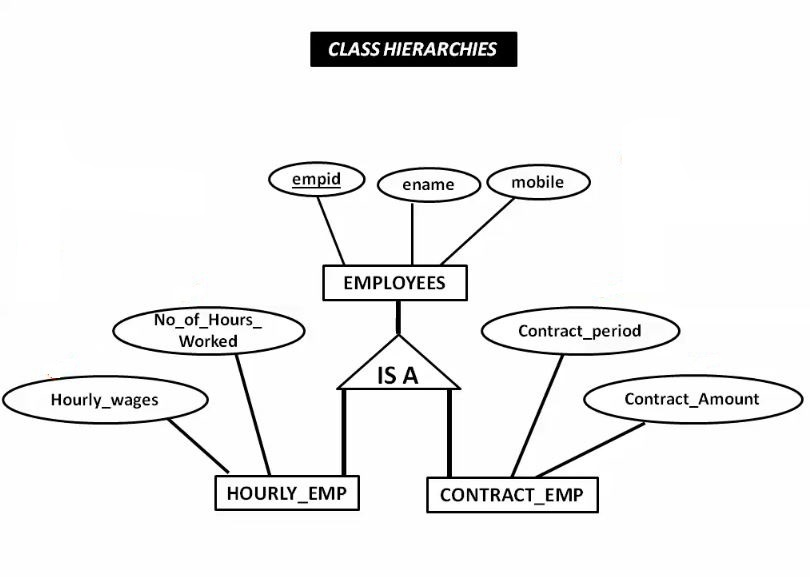 CLASS HIERARCHIES
empid
ename
mobile
EMPLOYEES
No_of_Hours_
Worked
Contract_period
IS A
Hourly_wages
Contract_Amount
HOURLY_EMP
CONTRACT_EMP